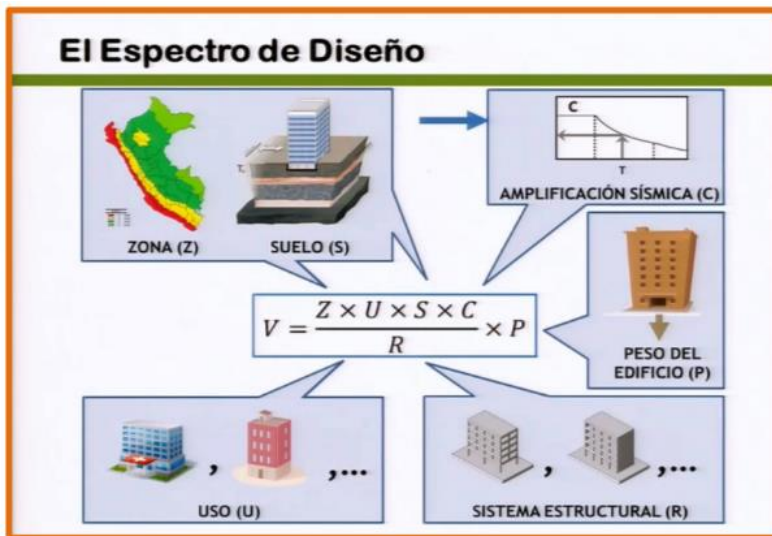 El Espectro de Diseño
C
T
ZONA (Z)
SUELO (S)
AMPLIFICACIÓN SÍSMICA (C)
V = Z × U × S × C / R × P
PESO DEL
EDIFICIO (P)
, ,...
USO (U)
, ,...
SISTEMA ESTRUCTURAL (R)